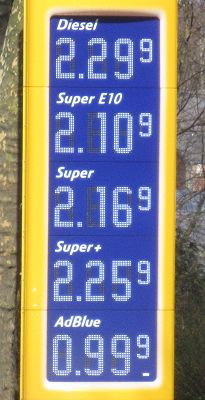 Diesel
2.29⁹
Super E10
2.10⁹
Super
2.16⁹
Super+
2.25⁹
AdBlue
0.99⁹